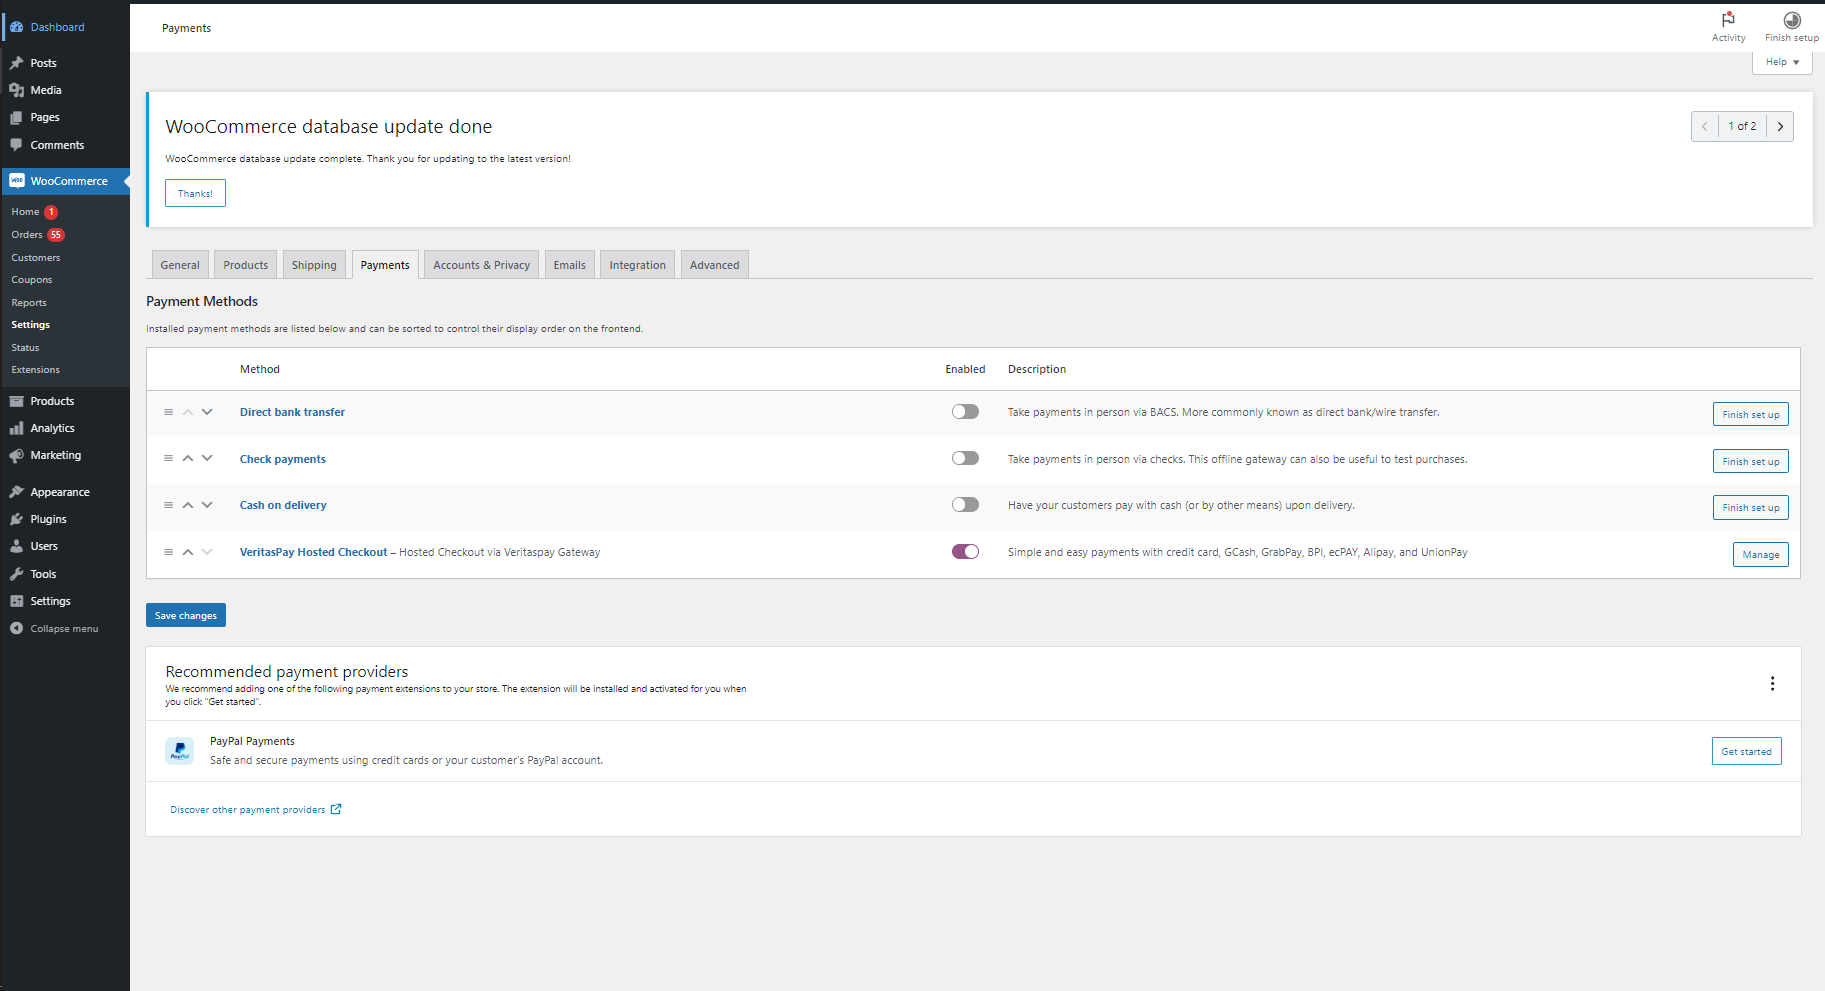 Dashboard
Posts
Media
Pages
Comments
Woo WooCommerce
Home 1
Orders 55
Customers
Coupons
Reports
Settings
Status
Extensions
Products
Analytics
Marketing
Appearance
Plugins
Users
Tools
Settings
Collapse menu
Payments
Activity
Finish setup
Help
WooCommerce database update done
1 of 2
WooCommerce database update complete. Thank you for updating to the latest version!
Thanks!
General Products Shipping Payments Accounts & Privacy Emails Integration Advanced
Payment Methods
Installed payment methods are listed below and can be sorted to control their display order on the frontend.
Method Enabled Description
Direct bank transfer Take payments in person via BACS. More commonly known as direct bank/wire transfer. Finish set up
Check payments Take payments in person via checks. This offline gateway can also be useful to test purchases. Finish set up
Cash on delivery Have your customers pay with cash (or by other means) upon delivery. Finish set up
VeritasPay Hosted Checkout – Hosted Checkout via Veritaspay Gateway Simple and easy payments with credit card, GCash, GrabPay, BPI, ecPAY, Alipay, and UnionPay Manage
Save changes
Recommended payment providers
We recommend adding one of the following payment extensions to your store. The extension will be installed and activated for you when
you click "Get started".
PayPal
PayPal Payments
Safe and secure payments using credit cards or your customer's PayPal account.
Get started
Discover other payment providers